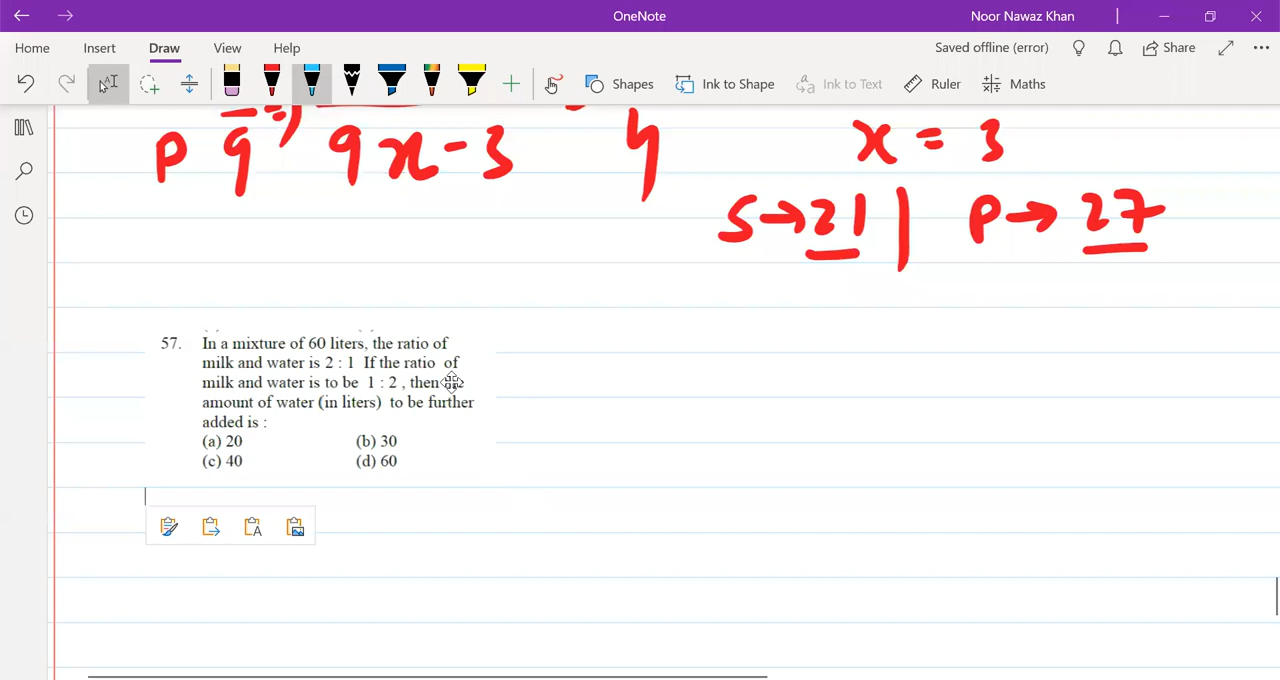 OneNote
Noor Nawaz Khan
Home Insert Draw View Help
Saved offline (error) Share
Shapes Ink to Shape Ink to Text Ruler Maths
p 9 ⇒ 9x-3 = 4
x = 3
S→21 | P→27
57. In a mixture of 60 liters, the ratio of
milk and water is 2 : 1 If the ratio of
milk and water is to be 1 : 2 , then
amount of water (in liters) to be further
added is :
(a) 20 (b) 30
(c) 40 (d) 60